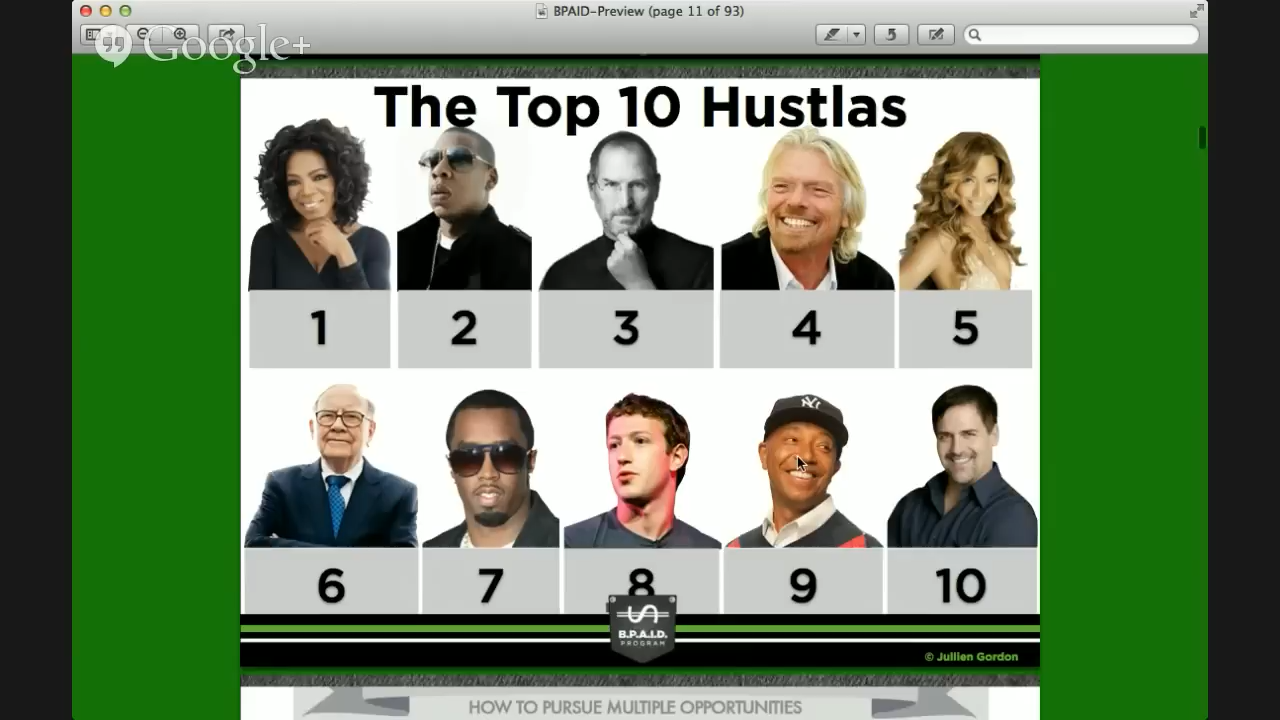 BPAID-Preview (page 11 of 93)
Google+
The Top 10 Hustlas
1 2 3 4 5
6 7 8 9 10
B.P.A.I.D.
PROGRAM
© Jullien Gordon
HOW TO PURSUE MULTIPLE OPPORTUNITIES